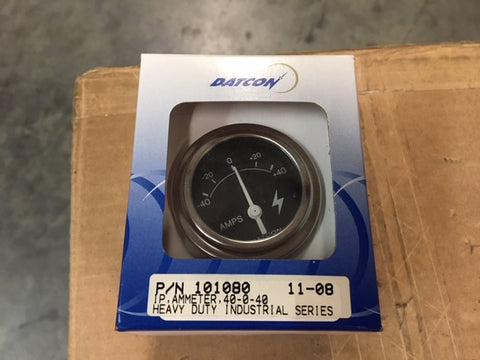 DATCON
-40 -20 0 +20 +40
AMPS
P/N 101080 11-08
IP,AMMETER,40-0-40
HEAVY DUTY INDUSTRIAL SERIES